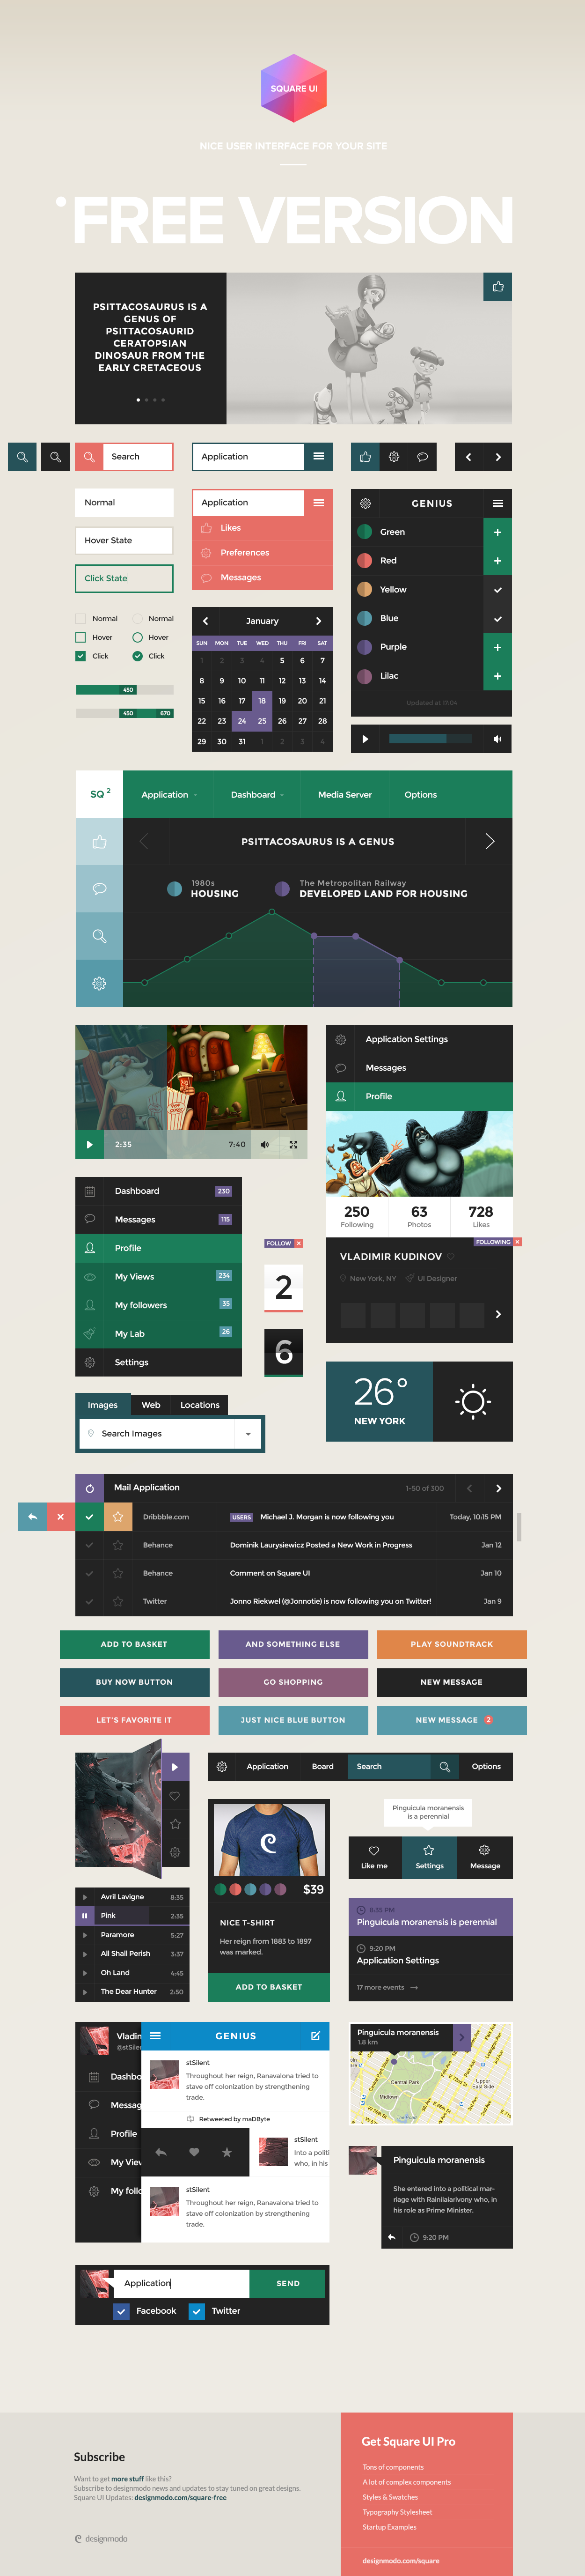 SQUARE UI
NICE USER INTERFACE FOR YOUR SITE
FREE VERSION
PSITTACOSAURUS IS A
GENUS OF
PSITTACOSAURID
CERATOPSIAN
DINOSAUR FROM THE
EARLY CRETACEOUS
Search
Application
Normal
Hover State
Click State
Normal Normal
Hover Hover
Click Click
450
450 670
Application
Likes
Preferences
Messages
January
SUN MON TUE WED THU FRI SAT
1 2 3 4 5 6 7
8 9 10 11 12 13 14
15 16 17 18 19 20 21
22 23 24 25 26 27 28
29 30 31 1 2 3 4
GENIUS
Green
Red
Yellow
Blue
Purple
Lilac
Updated at 17:04
SQ 2
Application
Dashboard
Media Server
Options
PSITTACOSAURUS IS A GENUS
1980s
HOUSING
The Metropolitan Railway
DEVELOPED LAND FOR HOUSING
POPCORN
2:35
7:40
Application Settings
Messages
Profile
250 63 728
Following Photos Likes
FOLLOWING ×
VLADIMIR KUDINOV
New York, NY UI Designer
Dashboard 230
Messages 115
Profile
My Views 234
My followers 35
My Lab 26
Settings
FOLLOW ×
2
6
26°
NEW YORK
Images Web Locations
Search Images
Mail Application
1-50 of 300
Dribbble.com USERS Michael J. Morgan is now following you Today, 10:15 PM
Behance Dominik Laurysiewicz Posted a New Work in Progress Jan 12
Behance Comment on Square UI Jan 10
Twitter Jonno Riekwel (@Jonnotie) is now following you on Twitter! Jan 9
ADD TO BASKET
AND SOMETHING ELSE
PLAY SOUNDTRACK
BUY NOW BUTTON
GO SHOPPING
NEW MESSAGE
LET'S FAVORITE IT
JUST NICE BLUE BUTTON
NEW MESSAGE 2
Application
Board
Search
Options
Pinguicula moranensis
is a perennial
Like me
Settings
Message
$39
NICE T-SHIRT
Her reign from 1883 to 1897
was marked.
ADD TO BASKET
Avril Lavigne 8:35
Pink 2:35
Paramore 5:27
All Shall Perish 3:37
Oh Land 4:45
The Dear Hunter 2:50
8:35 PM
Pinguicula moranensis is perennial
9:20 PM
Application Settings
17 more events
Vladim
@stSiler
Dashbo
Messag
Profile
My View
My follo
GENIUS
stSilent
Throughout her reign, Ranavalona tried to
stave off colonization by strengthening
trade.
Retweeted by maDByte
stSilent
Into a politi
who, in his
stSilent
Throughout her reign, Ranavalona tried to
stave off colonization by strengthening
trade.
Pinguicula moranensis
1.8 km
Central Park
Upper
East Side
Midtown
Pinguicula moranensis
She entered into a political mar-
riage with Rainilaiarivony who, in
his role as Prime Minister.
9:20 PM
Application
SEND
Facebook
Twitter
Subscribe
Want to get more stuff like this?
Subscribe to designmodo news and updates to stay tuned on great designs.
Square UI Updates: designmodo.com/square-free
designmodo
Get Square UI Pro
Tons of components
A lot of complex components
Styles & Swatches
Typography Stylesheet
Startup Examples
designmodo.com/square